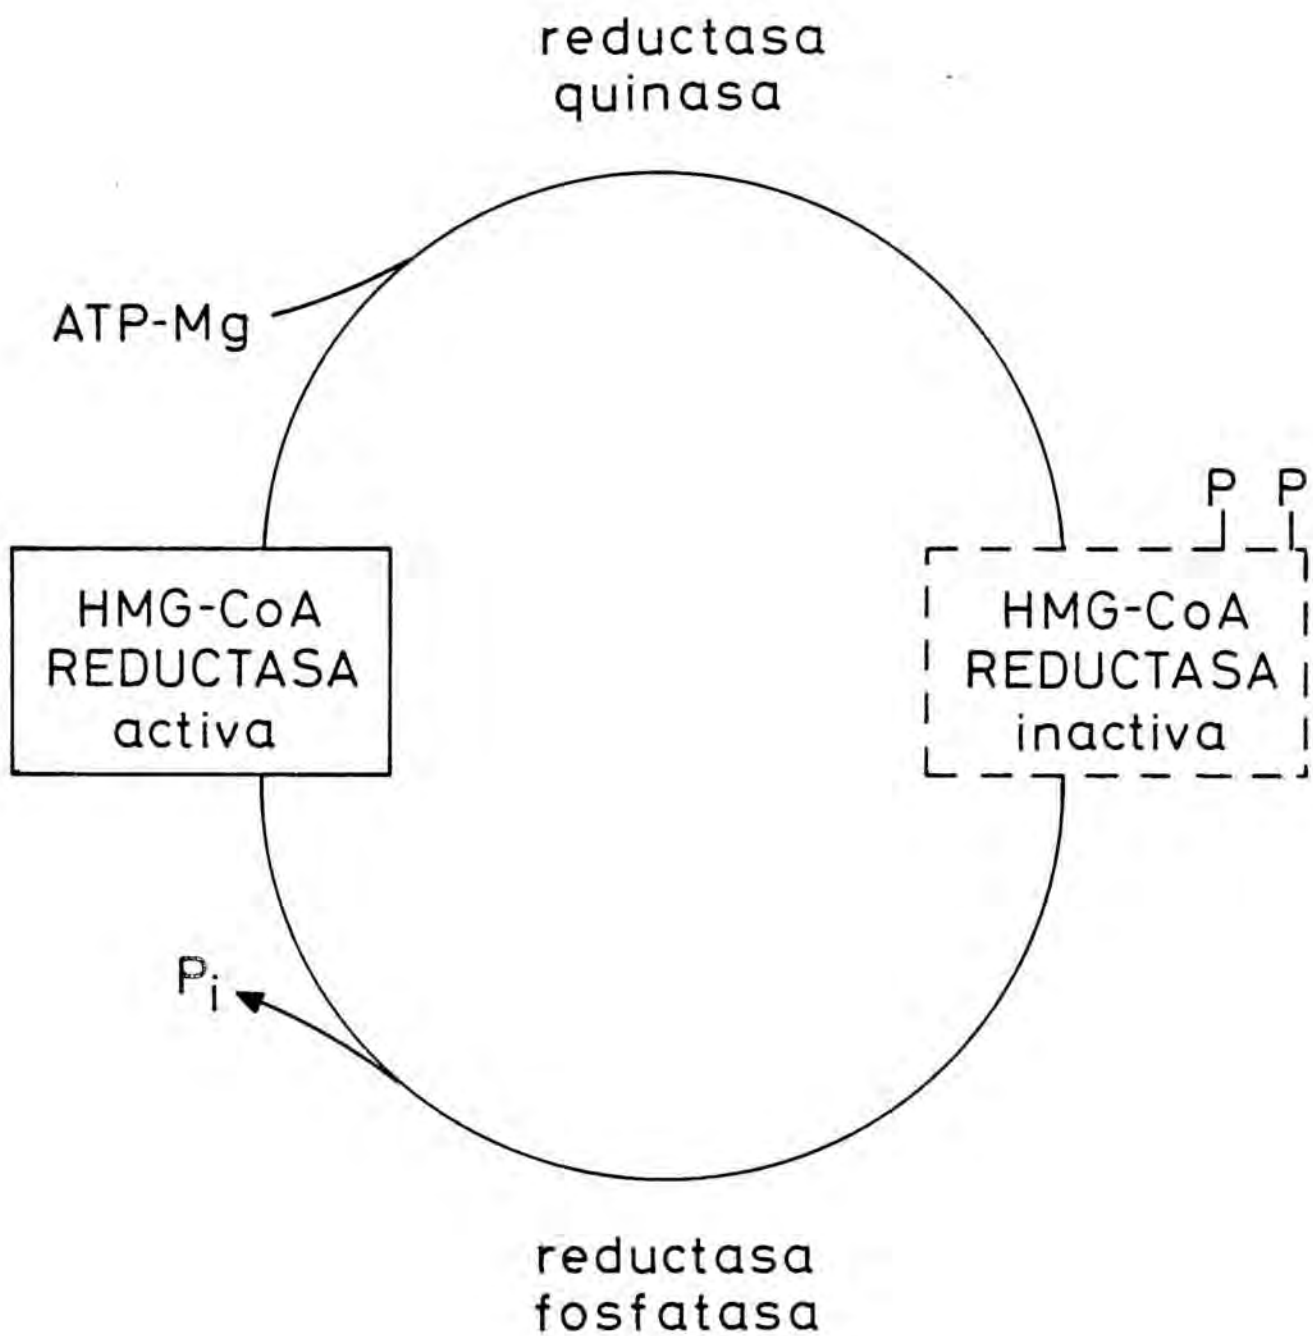 reductasa
quinasa
ATP-Mg
P P
HMG-CoA
REDUCTASA
activa
HMG-CoA
REDUCTASA
inactiva
Pi
reductasa
fosfatasa